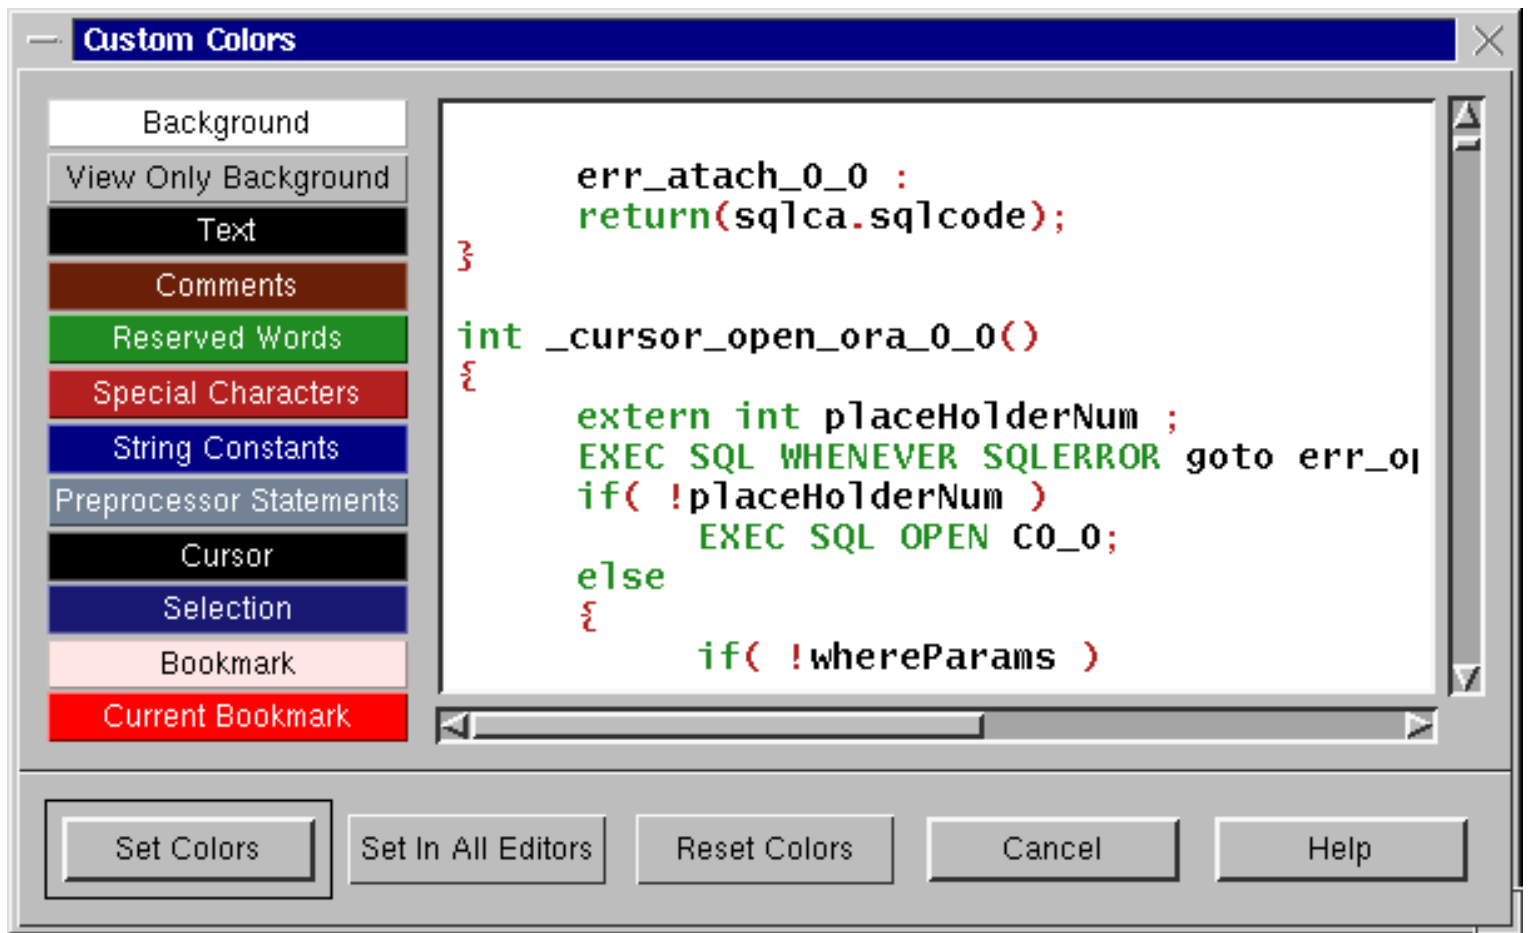 Custom Colors
Background
View Only Background
Text
Comments
Reserved Words
Special Characters
String Constants
Preprocessor Statements
Cursor
Selection
Bookmark
Current Bookmark
err_atach_0_0 :
return(sqlca.sqlcode);
}
int _cursor_open_ora_0_0()
{
extern int placeHolderNum ;
EXEC SQL WHENEVER SQLERROR goto
if( !placeHolderNum )
EXEC SQL OPEN C0_0;
else
{
if( !whereParams )
Set Colors
Set In All Editors
Reset Colors
Cancel
Help